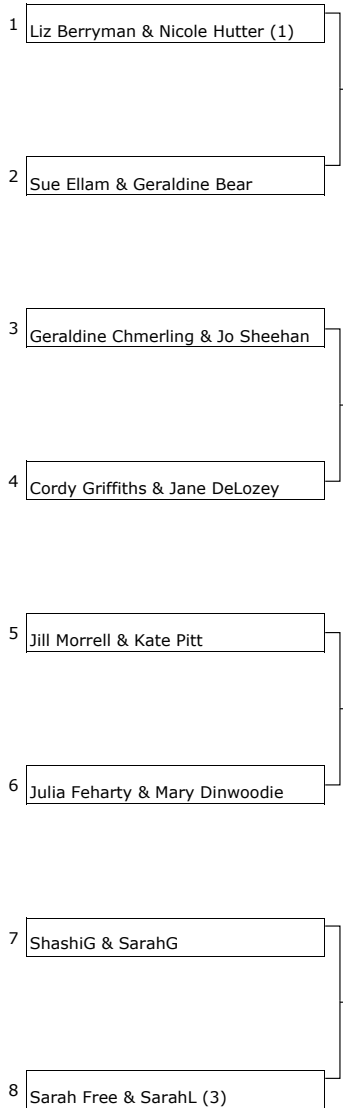 1 Liz Berryman & Nicole Hutter (1)
2 Sue Ellam & Geraldine Bear
3 Geraldine Chmerling & Jo Sheehan
4 Cordy Griffiths & Jane DeLozey
5 Jill Morrell & Kate Pitt
6 Julia Feharty & Mary Dinwoodie
7 ShashiG & SarahG
8 Sarah Free & SarahL (3)